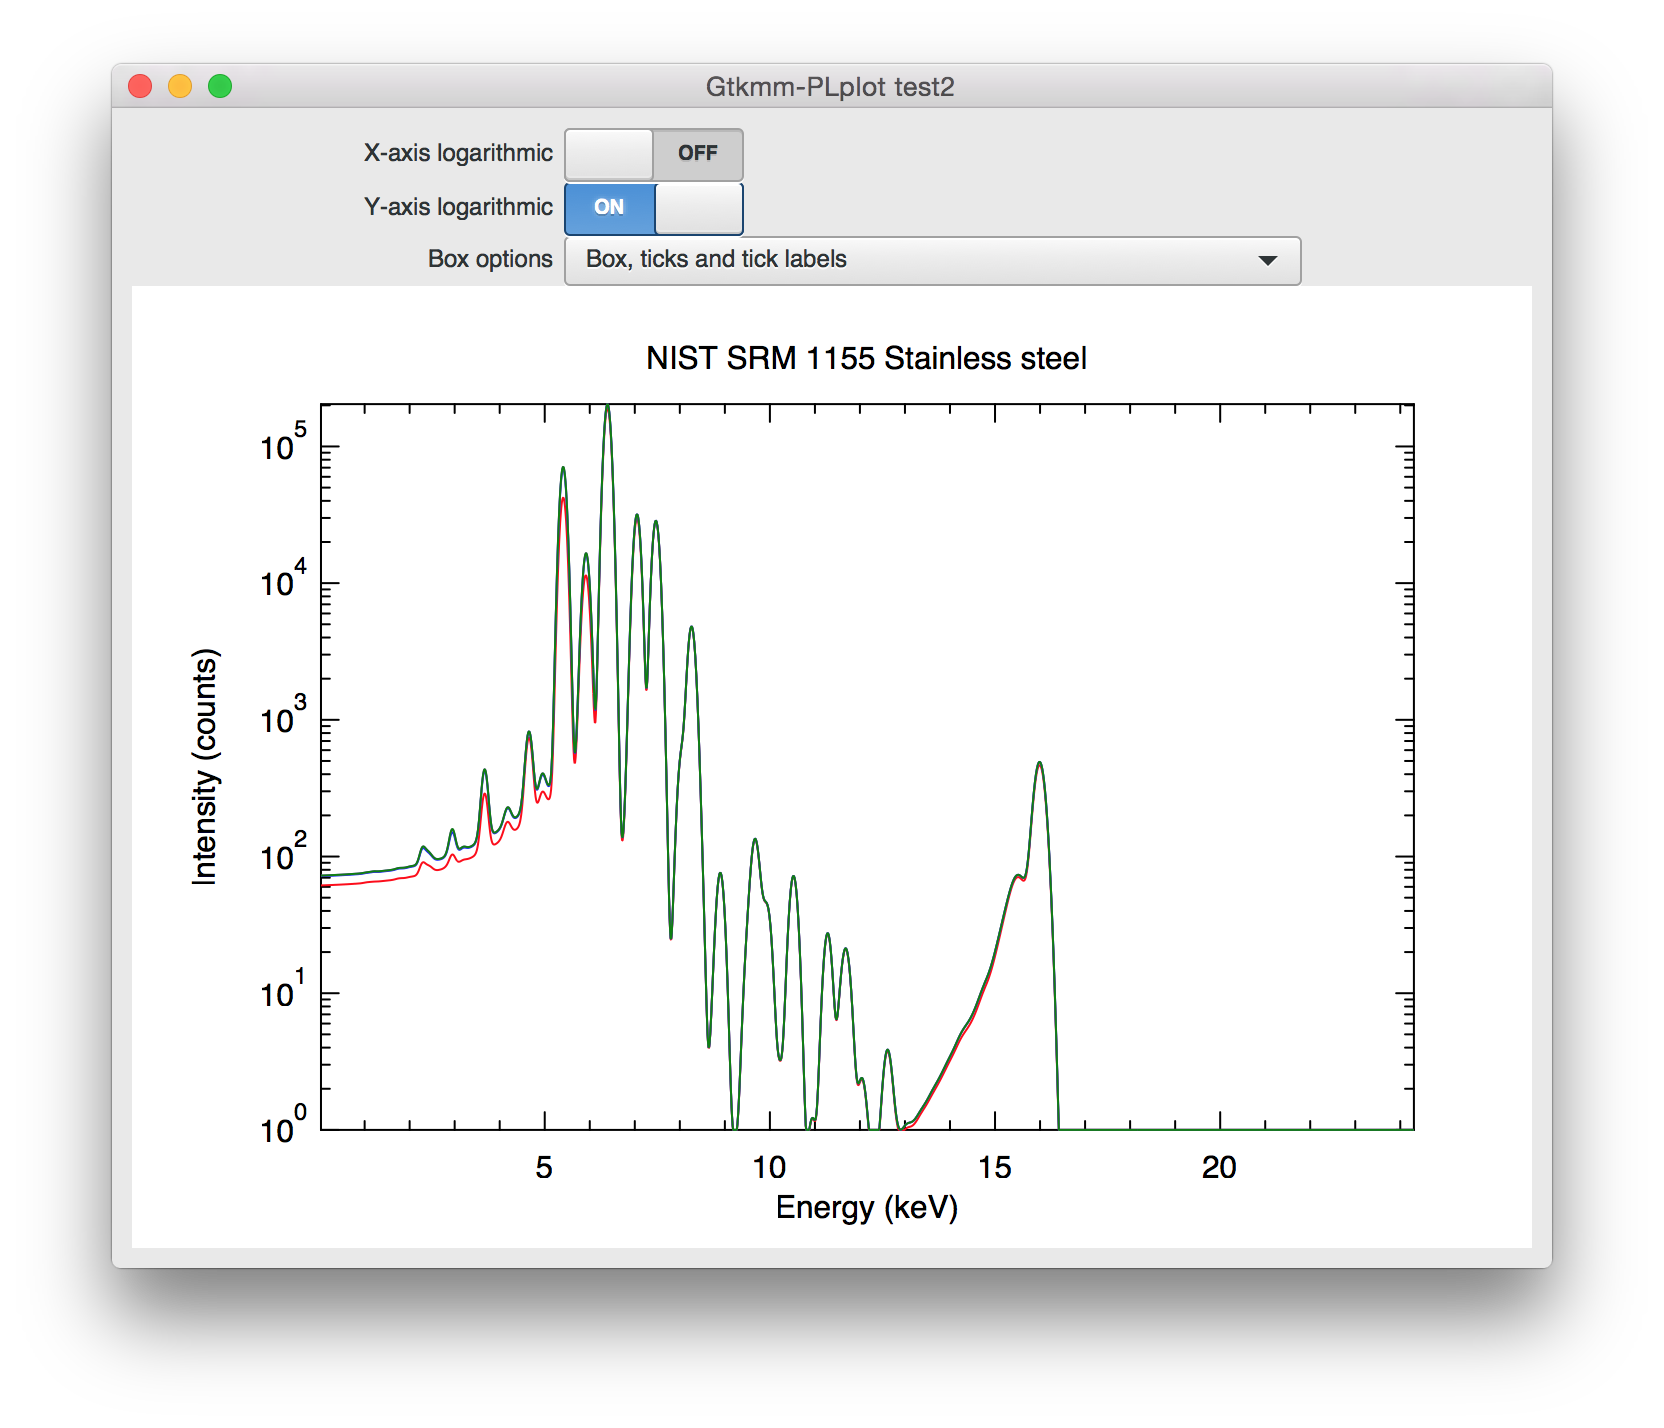 Gtkmm-PLplot test2
X-axis logarithmic OFF
Y-axis logarithmic ON
Box options Box, ticks and tick labels
NIST SRM 1155 Stainless steel
10^5
10^4
10^3
10^2
10^1
10^0
Intensity (counts)
5 10 15 20
Energy (keV)